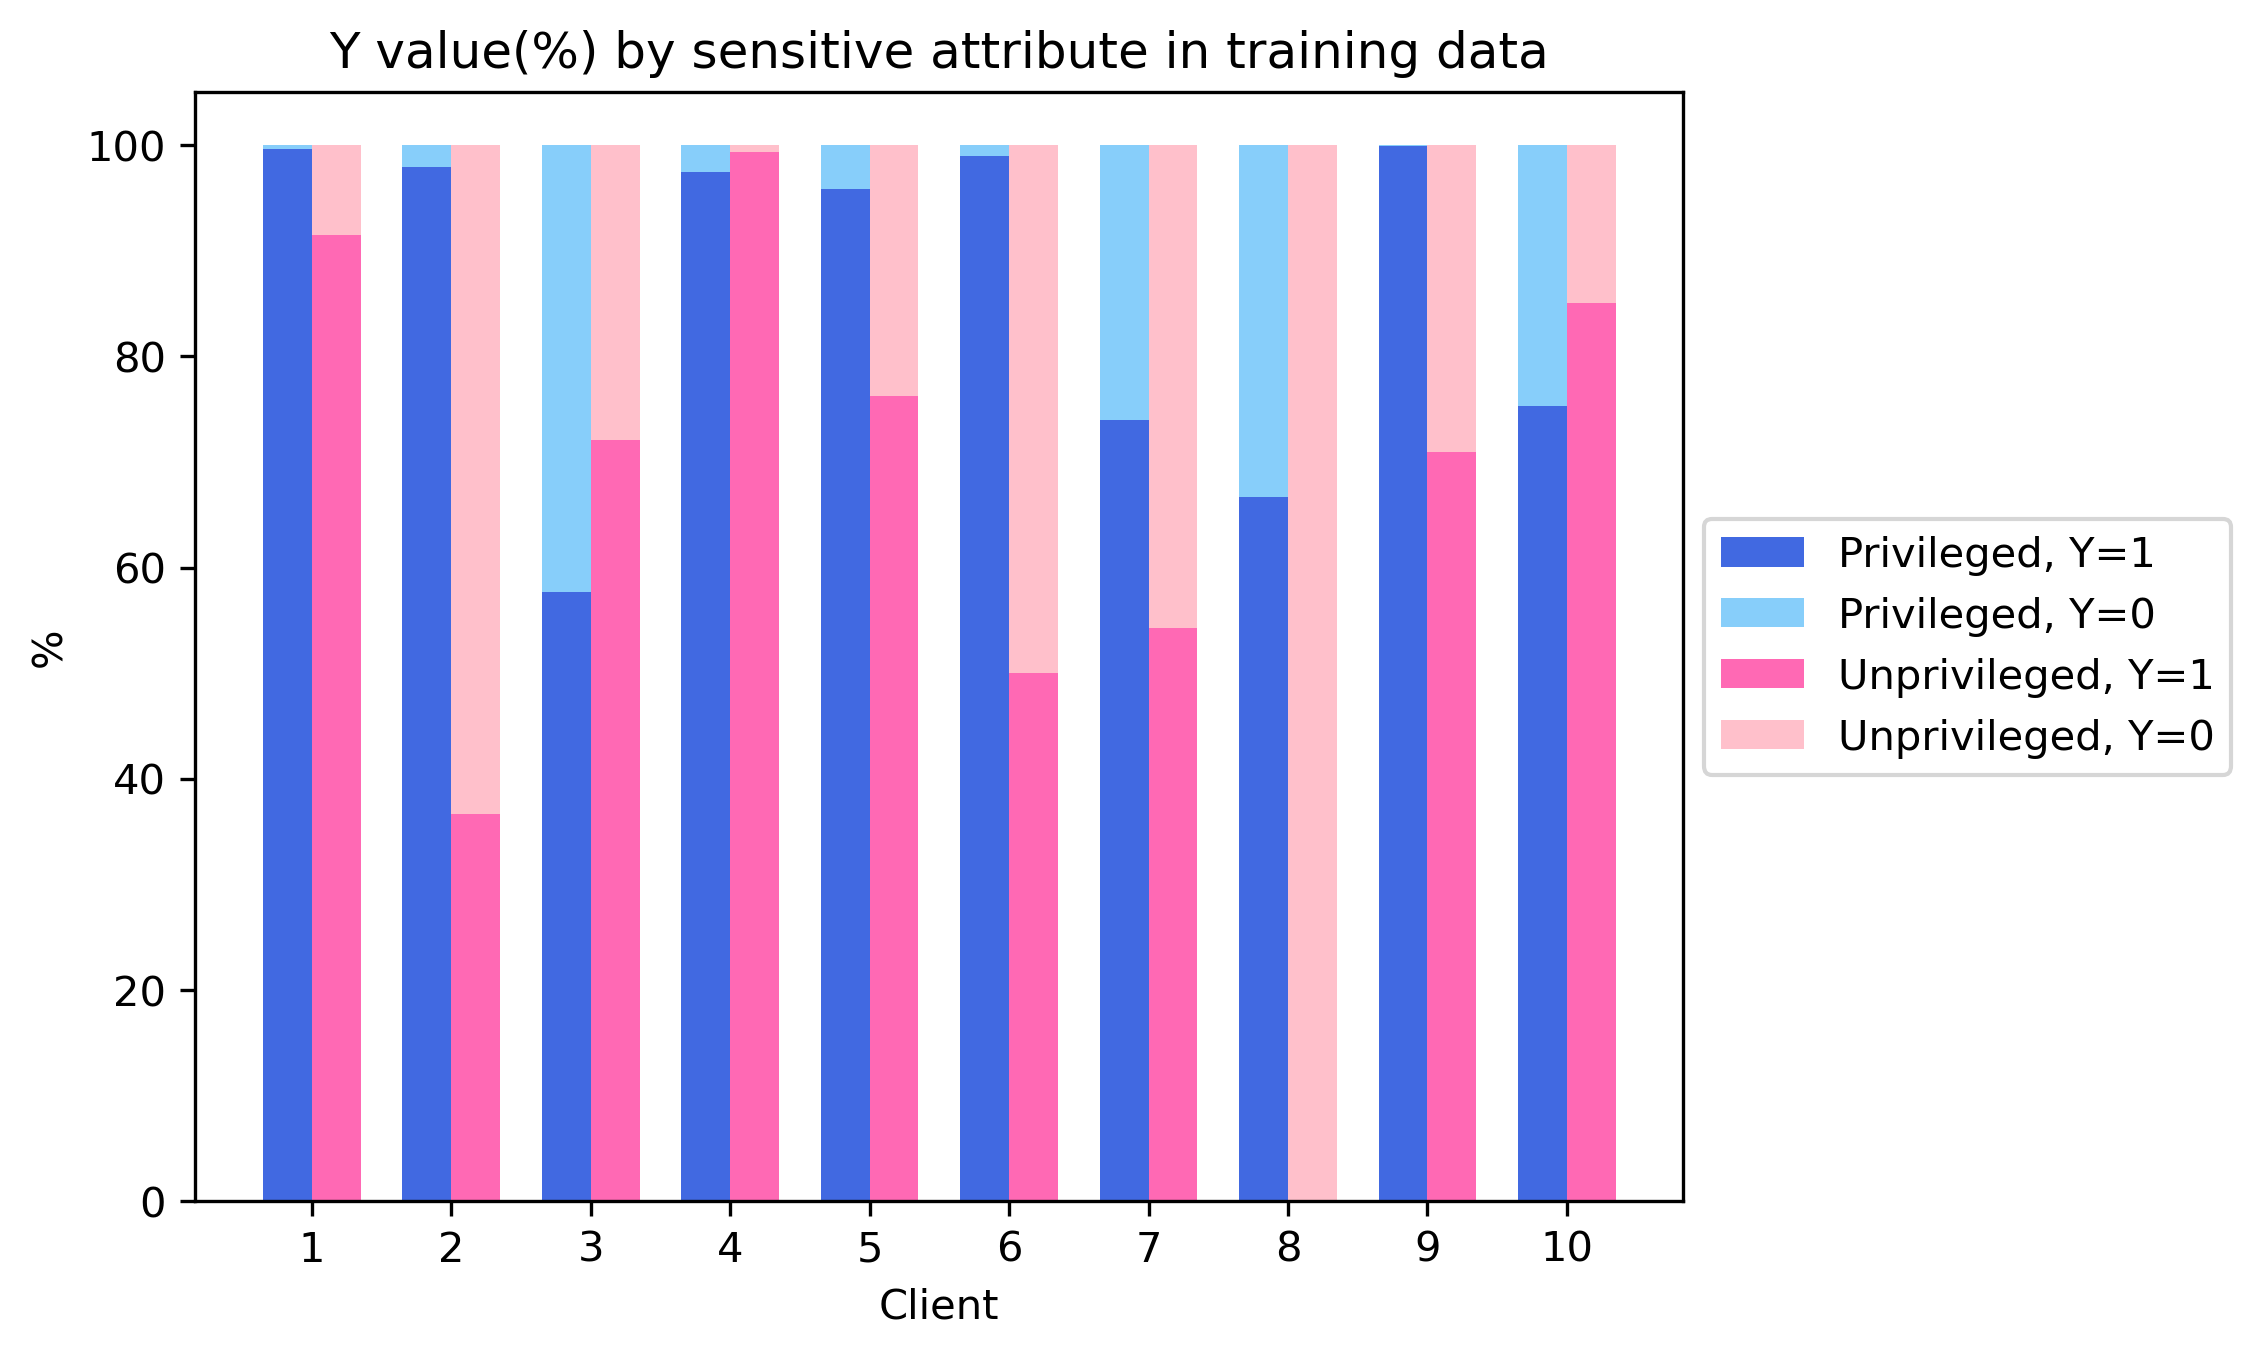 Y value(%) by sensitive attribute in training data
100
80
60
40
20
0
%
1 2 3 4 5 6 7 8 9 10
Client
Privileged, Y=1
Privileged, Y=0
Unprivileged, Y=1
Unprivileged, Y=0